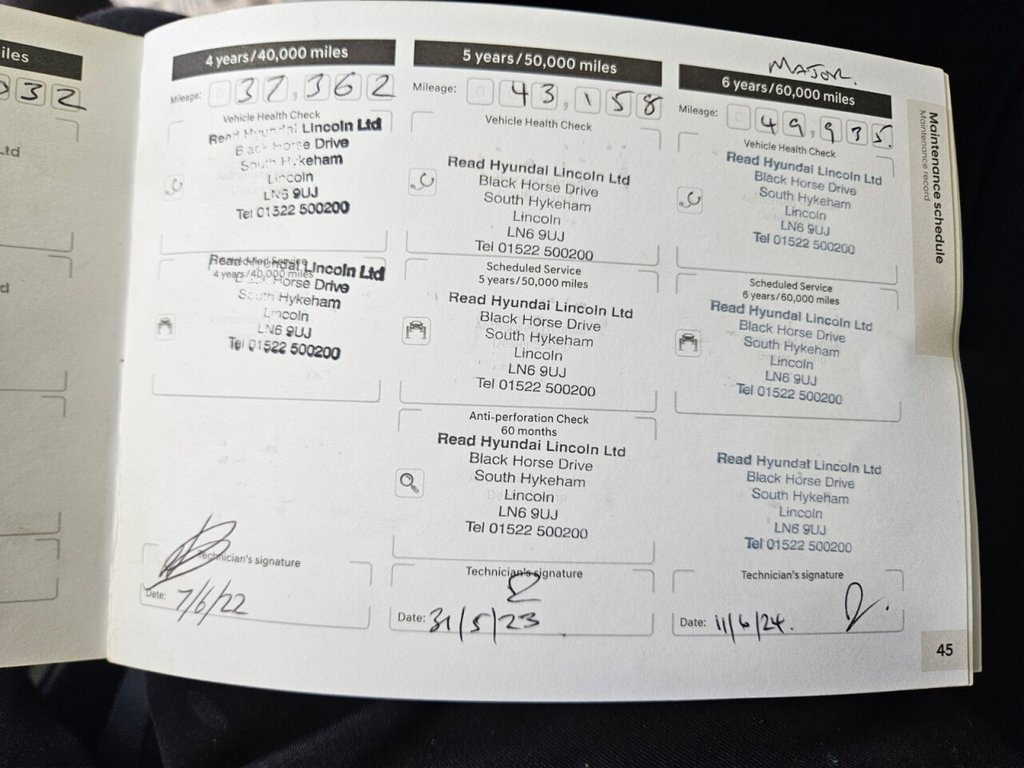 iles
32
Ltd
d
4 years/40,000 miles
Mileage: 0 37,362
Vehicle Health Check
Read Hyundai Lincoln Ltd
Black Horse Drive
South Hykeham
Lincoln
LN6 9UJ
Tel 01522 500200
Scheduled Service
4 years/40,000 miles
Read Hyundai Lincoln Ltd
Black Horse Drive
South Hykeham
Lincoln
LN6 9UJ
Tel 01522 500200
Technician's signature
Date: 7/6/22
5 years/50,000 miles
Mileage: 0 43,158
Vehicle Health Check
Read Hyundai Lincoln Ltd
Black Horse Drive
South Hykeham
Lincoln
LN6 9UJ
Tel 01522 500200
Scheduled Service
5 years/50,000 miles
Read Hyundai Lincoln Ltd
Black Horse Drive
South Hykeham
Lincoln
LN6 9UJ
Tel 01522 500200
Anti-perforation Check
60 months
Read Hyundai Lincoln Ltd
Black Horse Drive
South Hykeham
Lincoln
LN6 9UJ
Tel 01522 500200
Technician's signature
Date: 31/5/23
MAJOR.
6 years/60,000 miles
Mileage: 0 49,935
Vehicle Health Check
Read Hyundai Lincoln Ltd
Black Horse Drive
South Hykeham
Lincoln
LN6 9UJ
Tel 01522 500200
Scheduled Service
6 years/60,000 miles
Read Hyundai Lincoln Ltd
Black Horse Drive
South Hykeham
Lincoln
LN6 9UJ
Tel 01522 500200
Read Hyundai Lincoln Ltd
Black Horse Drive
South Hykeham
Lincoln
LN6 9UJ
Tel 01522 500200
Technician's signature
Date: 11/6/24.
Maintenance schedule
Maintenance record
45